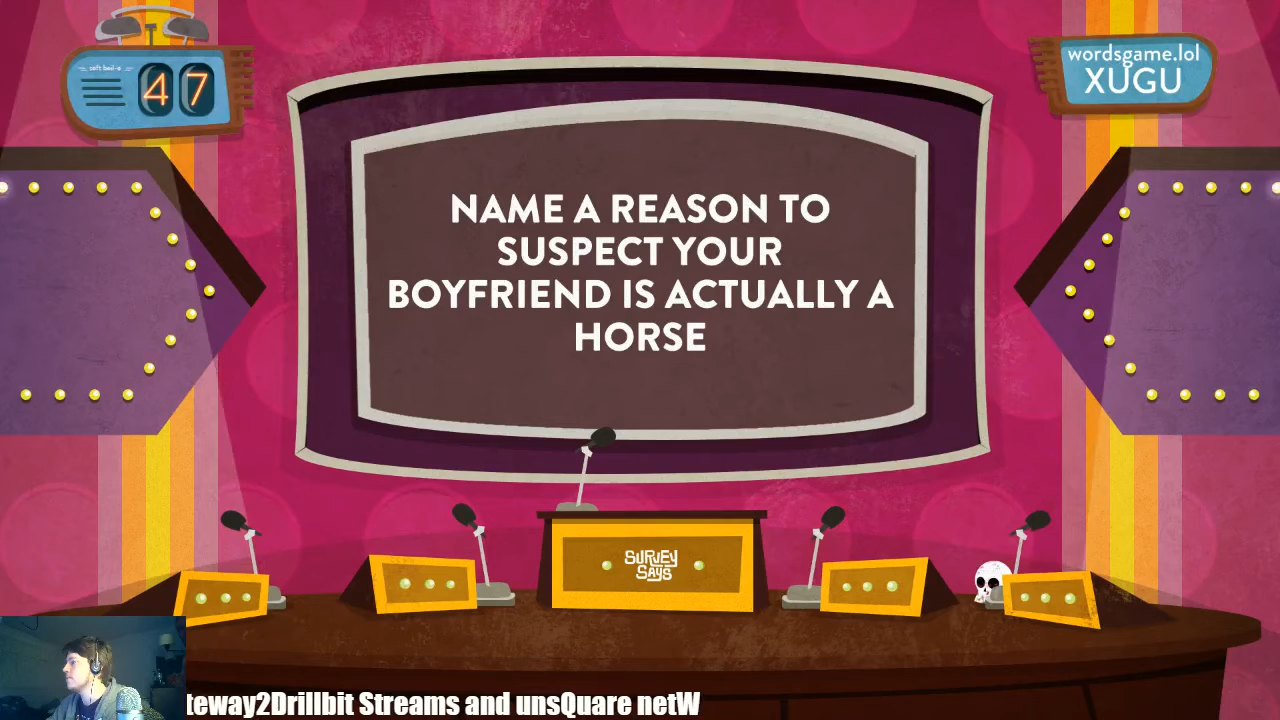 47
wordsgame.lol
XUGU
NAME A REASON TO
SUSPECT YOUR
BOYFRIEND IS ACTUALLY A
HORSE
SURVEY
SAYS
teway2Drillbit Streams and unsQuare netW